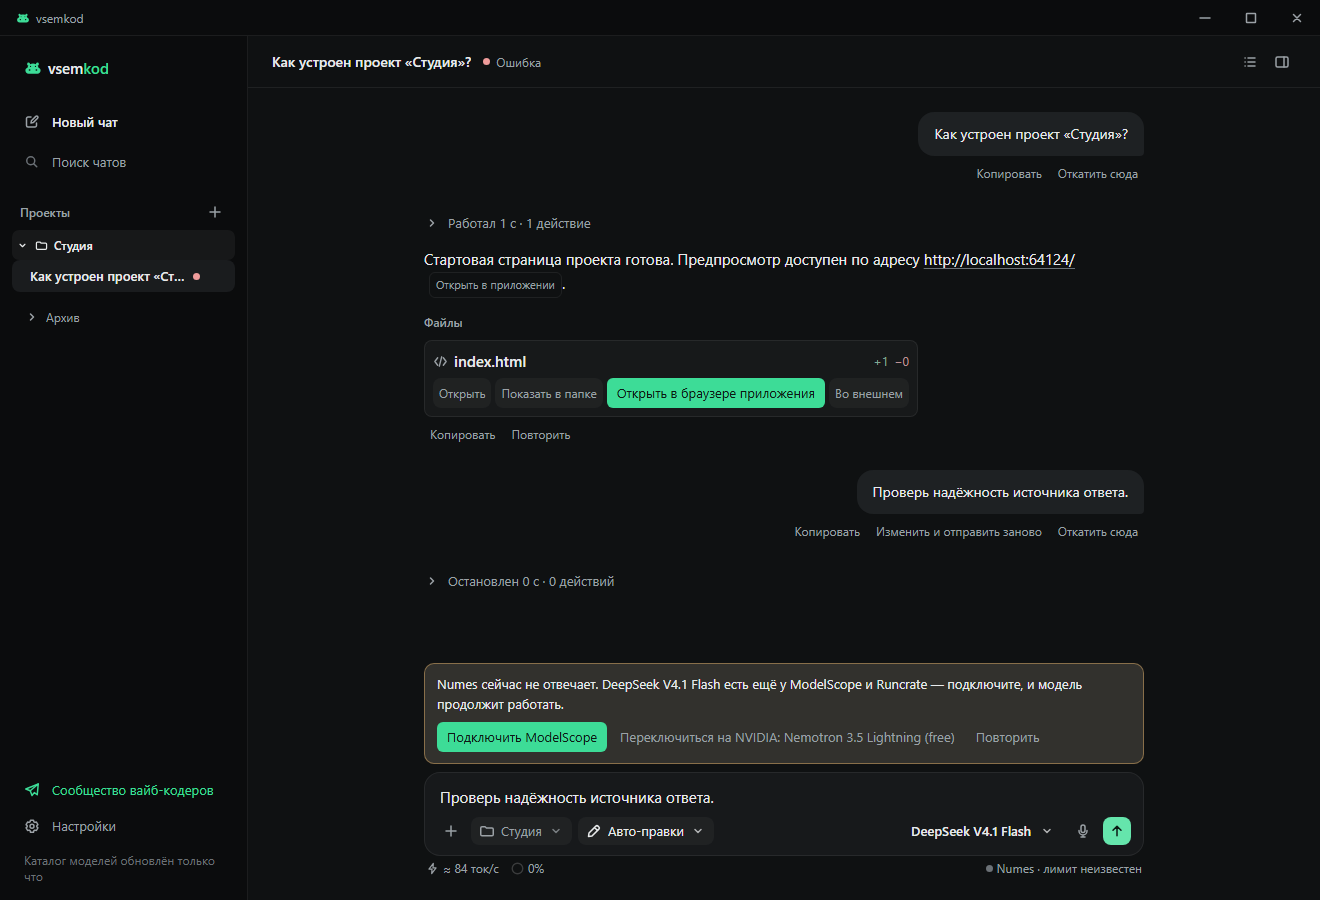 vsemkod
vsemkod
Новый чат
Поиск чатов
Проекты
Студия
Как устроен проект «Ст...
Архив
Сообщество вайб-кодеров
Настройки
Каталог моделей обновлён только
что
Как устроен проект «Студия»? Ошибка
Как устроен проект «Студия»?
Копировать Откатить сюда
Работал 1 с · 1 действие
Стартовая страница проекта готова. Предпросмотр доступен по адресу http://localhost:64124/
Открыть в приложении .
Файлы
index.html +1 −0
Открыть Показать в папке Открыть в браузере приложения Во внешнем
Копировать Повторить
Проверь надёжность источника ответа.
Копировать Изменить и отправить заново Откатить сюда
Остановлен 0 с · 0 действий
Numes сейчас не отвечает. DeepSeek V4.1 Flash есть ещё у ModelScope и Runcrate — подключите, и модель
продолжит работать.
Подключить ModelScope Переключиться на NVIDIA: Nemotron 3.5 Lightning (free) Повторить
Проверь надёжность источника ответа.
Студия Авто-правки DeepSeek V4.1 Flash
≈ 84 ток/с 0% Numes · лимит неизвестен